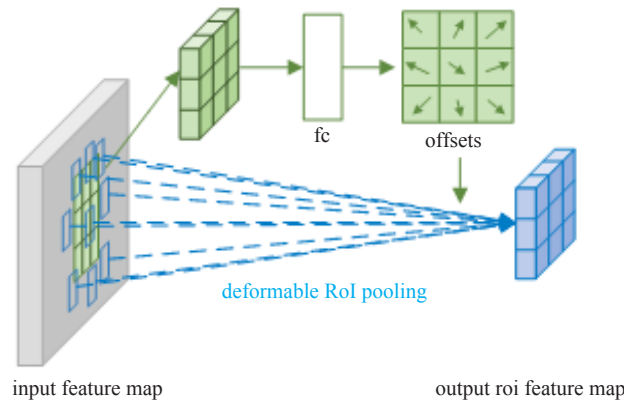 fc
offsets
deformable RoI pooling
input feature map
output roi feature map